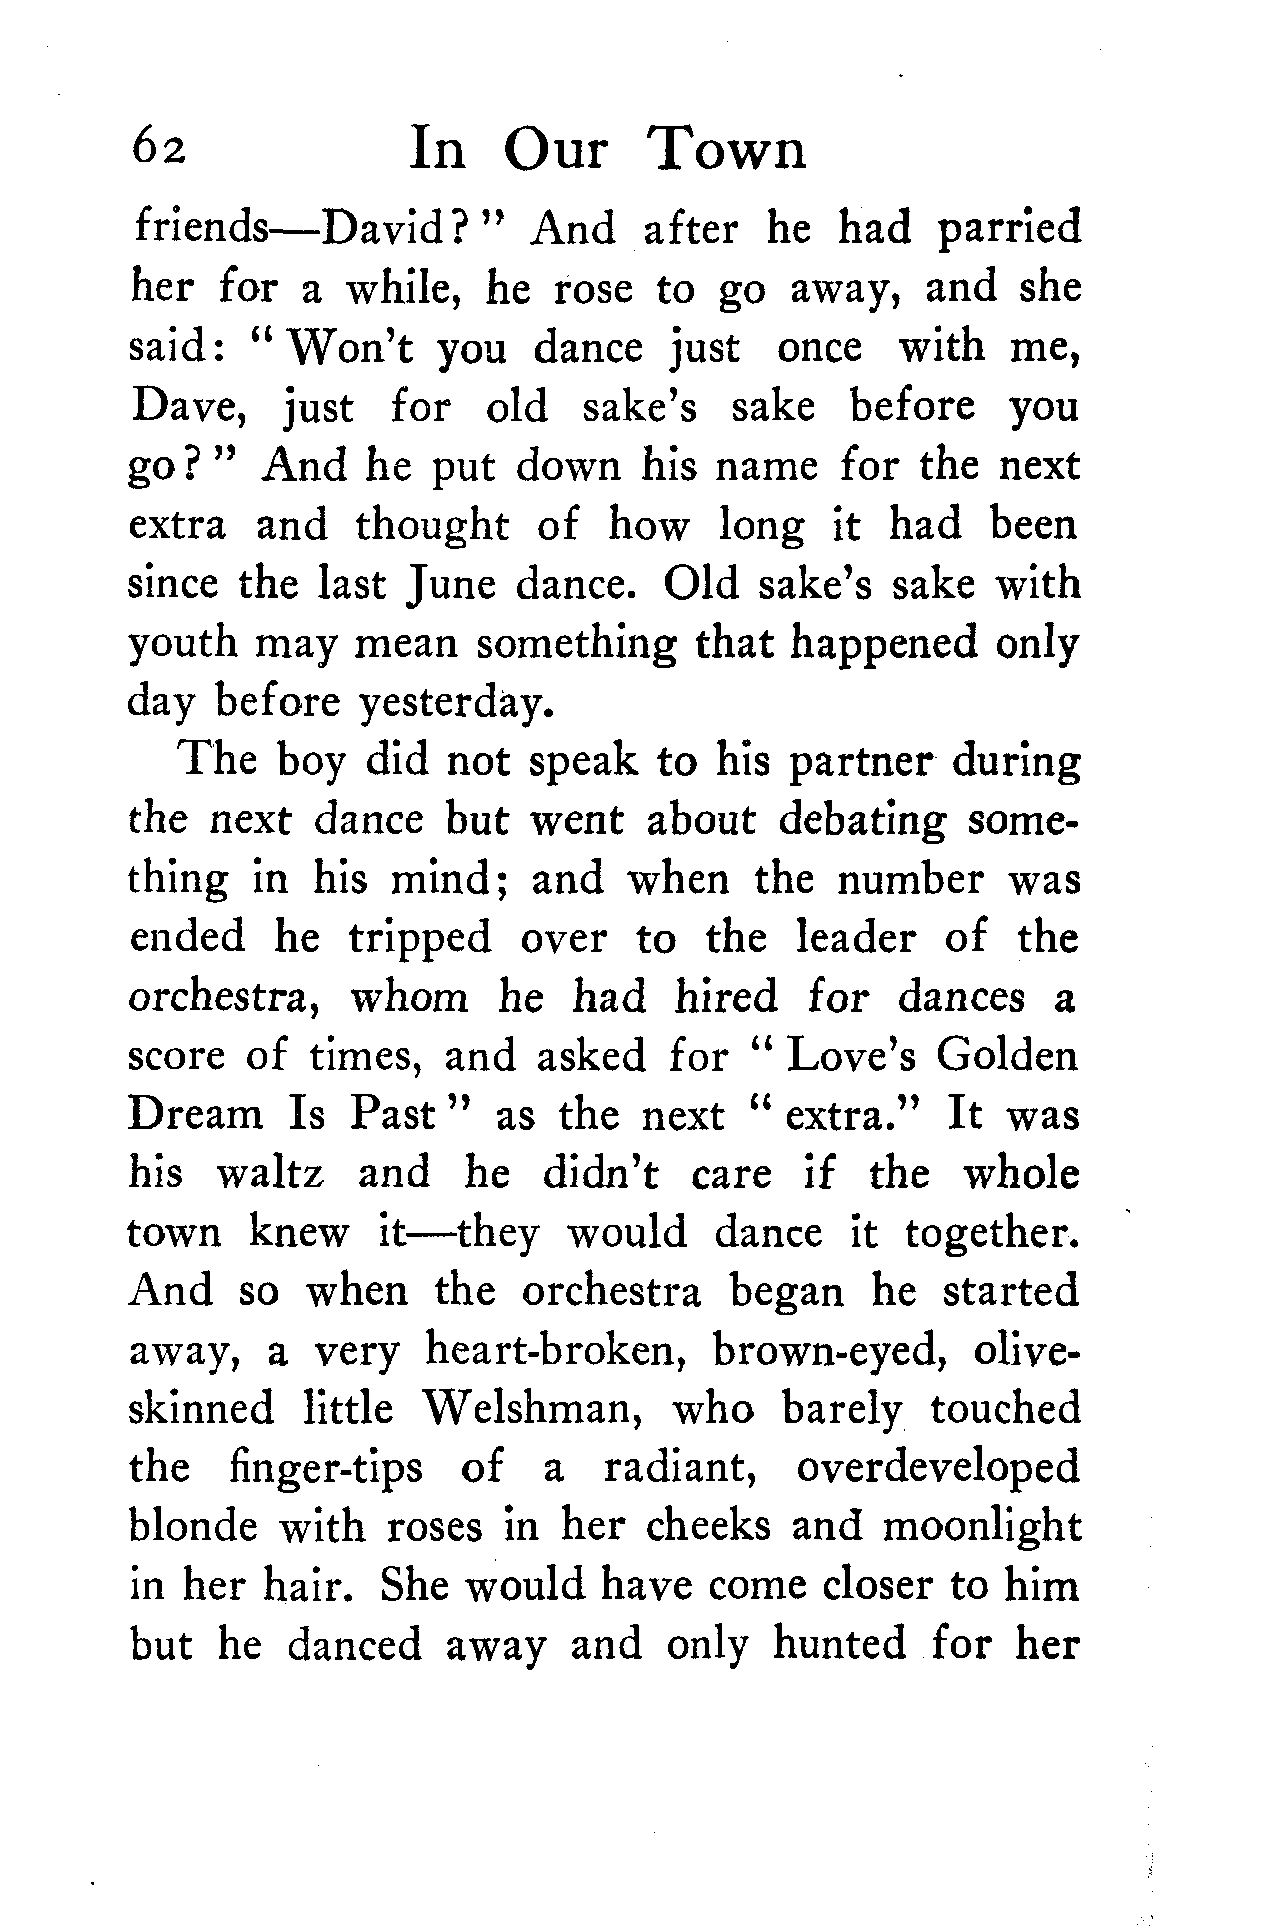 62 In Our Town
friends—David?" And after he had parried
her for a while, he rose to go away, and she
said: "Won't you dance just once with me,
Dave, just for old sake's sake before you
go?" And he put down his name for the next
extra and thought of how long it had been
since the last June dance. Old sake's sake with
youth may mean something that happened only
day before yesterday.
The boy did not speak to his partner during
the next dance but went about debating some-
thing in his mind; and when the number was
ended he tripped over to the leader of the
orchestra, whom he had hired for dances a
score of times, and asked for "Love's Golden
Dream Is Past" as the next "extra." It was
his waltz and he didn't care if the whole
town knew it—they would dance it together.
And so when the orchestra began he started
away, a very heart-broken, brown-eyed, olive-
skinned little Welshman, who barely touched
the finger-tips of a radiant, overdeveloped
blonde with roses in her cheeks and moonlight
in her hair. She would have come closer to him
but he danced away and only hunted for her